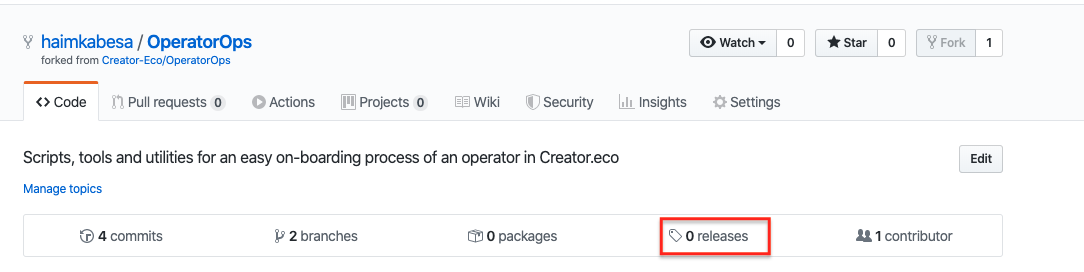 haimkabesa / OperatorOps
Watch 0 Star 0 Fork 1
forked from Creator-Eco/OperatorOps
Code Pull requests 0 Actions Projects 0 Wiki Security Insights Settings
Scripts, tools and utilities for an easy on-boarding process of an operator in Creator.eco
Edit
Manage topics
4 commits 2 branches 0 packages 0 releases 1 contributor